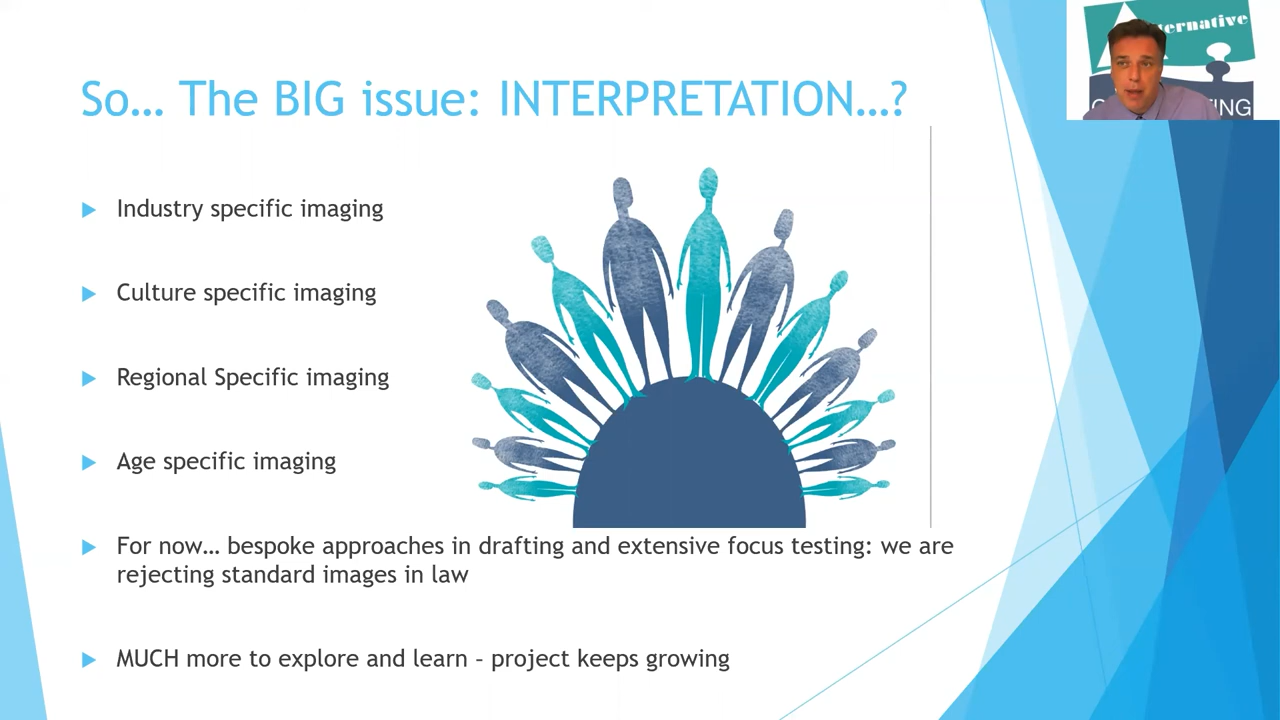 So… The BIG issue: INTERPRETATION…?
ternative
ING
Industry specific imaging
Culture specific imaging
Regional Specific imaging
Age specific imaging
For now… bespoke approaches in drafting and extensive focus testing: we are
rejecting standard images in law
MUCH more to explore and learn – project keeps growing